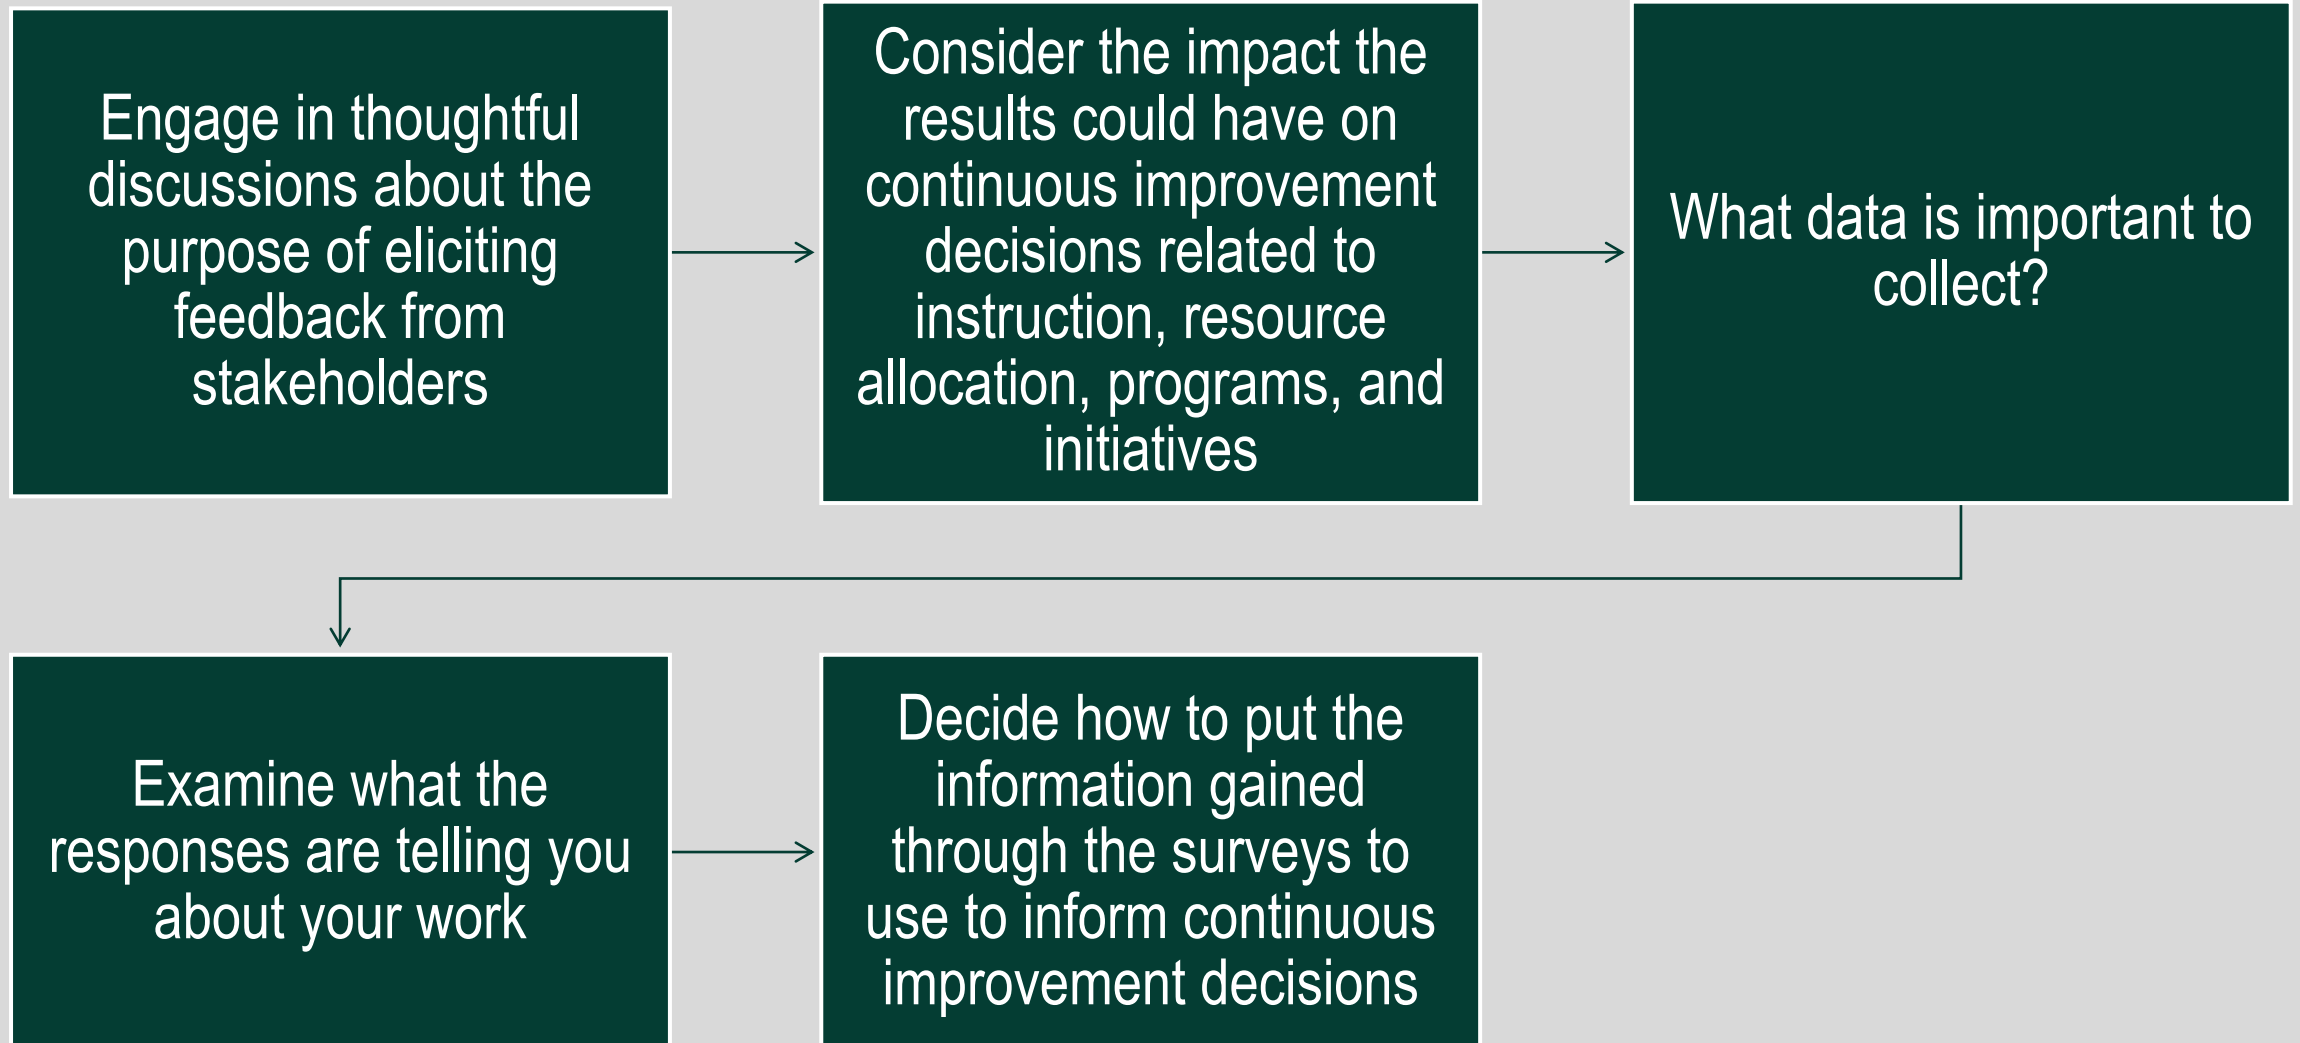 Engage in thoughtful
discussions about the
purpose of eliciting
feedback from
stakeholders
Consider the impact the
results could have on
continuous improvement
decisions related to
instruction, resource
allocation, programs, and
initiatives
What data is important to
collect?
Examine what the
responses are telling you
about your work
Decide how to put the
information gained
through the surveys to
use to inform continuous
improvement decisions